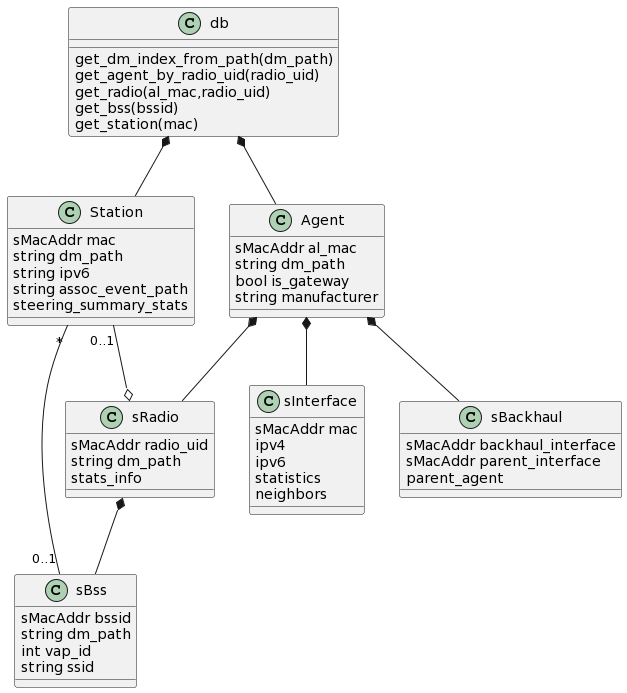 C db
get_dm_index_from_path(dm_path)
get_agent_by_radio_uid(radio_uid)
get_radio(al_mac,radio_uid)
get_bss(bssid)
get_station(mac)
C Station
sMacAddr mac
string dm_path
string ipv6
string assoc_event_path
steering_summary_stats
C Agent
sMacAddr al_mac
string dm_path
bool is_gateway
string manufacturer
*
0..1
C sRadio
sMacAddr radio_uid
string dm_path
stats_info
C sInterface
sMacAddr mac
ipv4
ipv6
statistics
neighbors
C sBackhaul
sMacAddr backhaul_interface
sMacAddr parent_interface
parent_agent
0..1
C sBss
sMacAddr bssid
string dm_path
int vap_id
string ssid